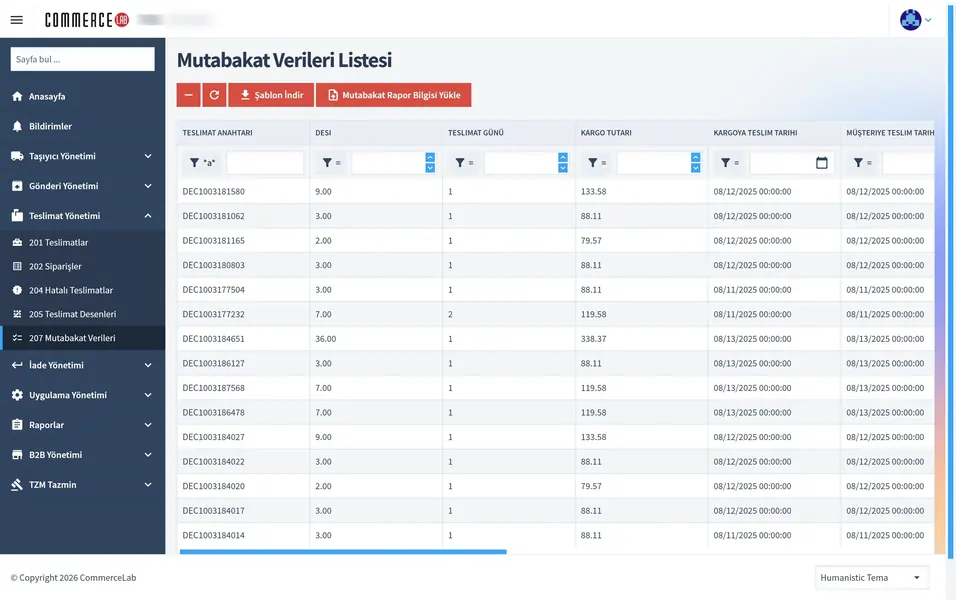 COMMERCE LAB
Sayfa bul ...
Anasayfa
Bildirimler
Taşıyıcı Yönetimi
Gönderi Yönetimi
Teslimat Yönetimi
201 Teslimatlar
202 Siparişler
204 Hatalı Teslimatlar
205 Teslimat Desenleri
207 Mutabakat Verileri
İade Yönetimi
Uygulama Yönetimi
Raporlar
B2B Yönetimi
TZM Tazmin
Mutabakat Verileri Listesi
Şablon İndir
Mutabakat Rapor Bilgisi Yükle
TESLIMAT ANAHTARI DESI TESLIMAT GÜNÜ KARGO TUTARI KARGOYA TESLIM TARIHI MÜŞTERIYE TESLIM TARIH
*a* = = = = =
DEC1003181580 9.00 1 133.58 08/12/2025 00:00:00 08/12/2025 00:00:00
DEC1003181062 3.00 1 88.11 08/12/2025 00:00:00 08/12/2025 00:00:00
DEC1003181165 2.00 1 79.57 08/12/2025 00:00:00 08/12/2025 00:00:00
DEC1003180803 3.00 1 88.11 08/12/2025 00:00:00 08/12/2025 00:00:00
DEC1003177504 3.00 1 88.11 08/11/2025 00:00:00 08/11/2025 00:00:00
DEC1003177232 7.00 2 119.58 08/11/2025 00:00:00 08/11/2025 00:00:00
DEC1003184651 36.00 1 338.37 08/13/2025 00:00:00 08/13/2025 00:00:00
DEC1003186127 3.00 1 88.11 08/13/2025 00:00:00 08/13/2025 00:00:00
DEC1003187568 7.00 1 119.58 08/13/2025 00:00:00 08/13/2025 00:00:00
DEC1003186478 7.00 1 119.58 08/13/2025 00:00:00 08/13/2025 00:00:00
DEC1003184027 9.00 1 133.58 08/12/2025 00:00:00 08/12/2025 00:00:00
DEC1003184022 3.00 1 88.11 08/12/2025 00:00:00 08/12/2025 00:00:00
DEC1003184020 2.00 1 79.57 08/12/2025 00:00:00 08/12/2025 00:00:00
DEC1003184017 3.00 1 88.11 08/12/2025 00:00:00 08/12/2025 00:00:00
DEC1003184014 3.00 1 88.11 08/11/2025 00:00:00 08/11/2025 00:00:00
© Copyright 2026 CommerceLab
Humanistic Tema